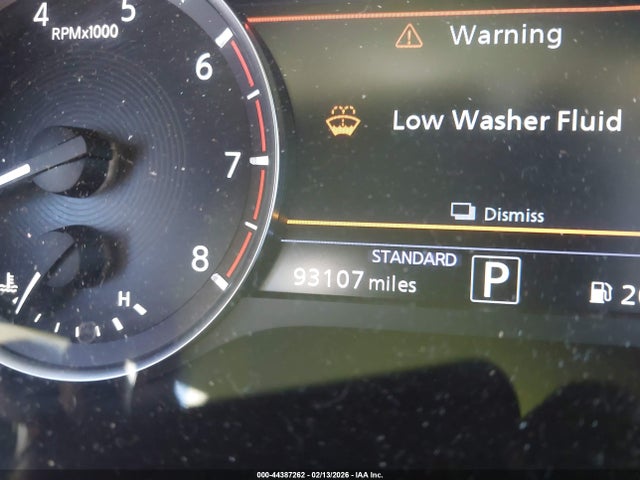 4 5
RPMx1000
6
7
8
H
Warning
Low Washer Fluid
Dismiss
STANDARD
93107 miles
P
000-44387262 - 02/13/2026 - IAA Inc.